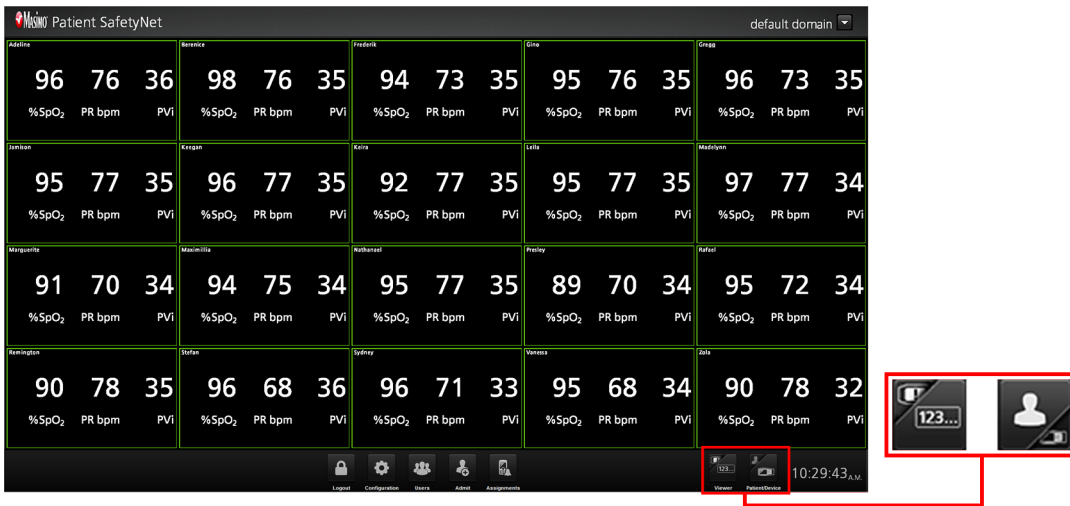 Masimo Patient SafetyNet
default domain
Adeline Berenice Frederik Gino Gregg
96 76 36 98 76 35 94 73 35 95 76 35 96 73 35
%SpO₂ PR bpm PVi %SpO₂ PR bpm PVi %SpO₂ PR bpm PVi %SpO₂ PR bpm PVi %SpO₂ PR bpm PVi
Jamison Keegan Keira Leila Madelynn
95 77 35 96 77 35 92 77 35 95 77 35 97 77 34
%SpO₂ PR bpm PVi %SpO₂ PR bpm PVi %SpO₂ PR bpm PVi %SpO₂ PR bpm PVi %SpO₂ PR bpm PVi
Marguerite Maximillia Nathanael Presley Rafael
91 70 34 94 75 34 95 77 35 89 70 34 95 72 34
%SpO₂ PR bpm PVi %SpO₂ PR bpm PVi %SpO₂ PR bpm PVi %SpO₂ PR bpm PVi %SpO₂ PR bpm PVi
Remington Stefan Sydney Vanessa Zola
90 78 35 96 68 36 96 71 33 95 68 34 90 78 32
%SpO₂ PR bpm PVi %SpO₂ PR bpm PVi %SpO₂ PR bpm PVi %SpO₂ PR bpm PVi %SpO₂ PR bpm PVi
123...
123...
10:29:43 A.M.
Logout Configuration Users Admit Assignments Viewer Patient/Device